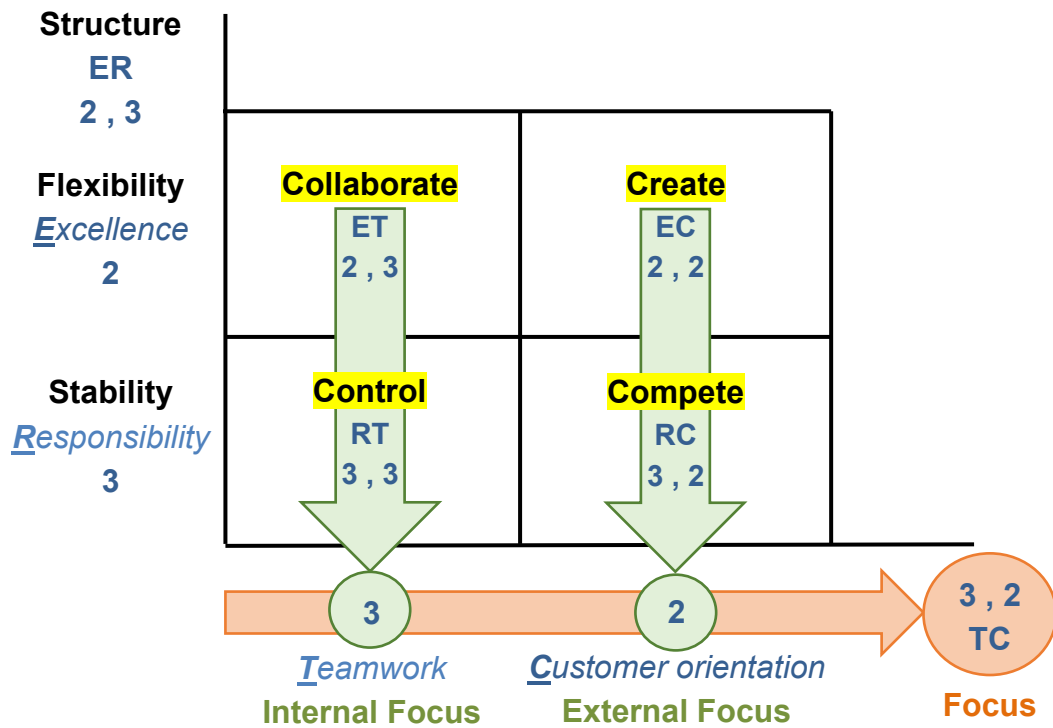 Structure
ER
2 , 3
Flexibility
Excellence
2
Collaborate
ET
2 , 3
Create
EC
2 , 2
Stability
Responsibility
3
Control
RT
3 , 3
Compete
RC
3 , 2
3
2
3 , 2
TC
Teamwork
Customer orientation
Internal Focus
External Focus
Focus